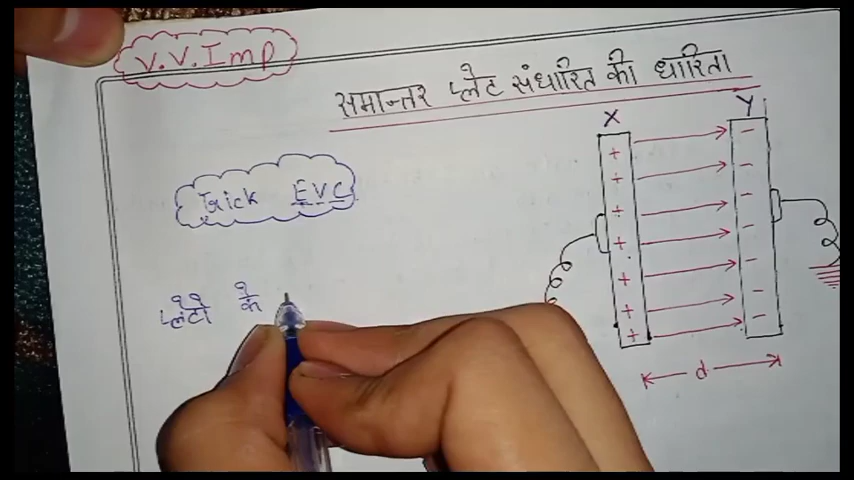 V.V.Imp
समान्तर प्लेट संधारित की धारिता
X Y
Trick EVC
प्लेटो के
d